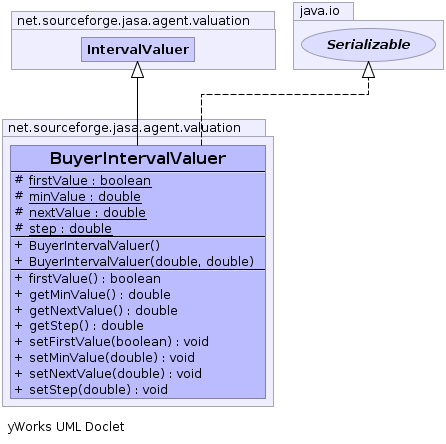 net.sourceforge.jasa.agent.valuation
java.io
IntervalValuer
Serializable
net.sourceforge.jasa.agent.valuation
BuyerIntervalValuer
# firstValue : boolean
# minValue : double
# nextValue : double
# step : double
+ BuyerIntervalValuer()
+ BuyerIntervalValuer(double, double)
+ firstValue() : boolean
+ getMinValue() : double
+ getNextValue() : double
+ getStep() : double
+ setFirstValue(boolean) : void
+ setMinValue(double) : void
+ setNextValue(double) : void
+ setStep(double) : void
yWorks UML Doclet